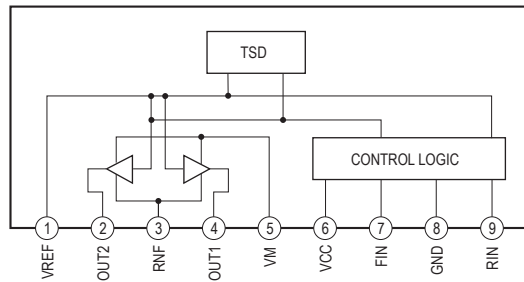 TSD
CONTROL LOGIC
1 2 3 4 5 6 7 8 9
VREF OUT2 RNF OUT1 VM VCC FIN GND RIN